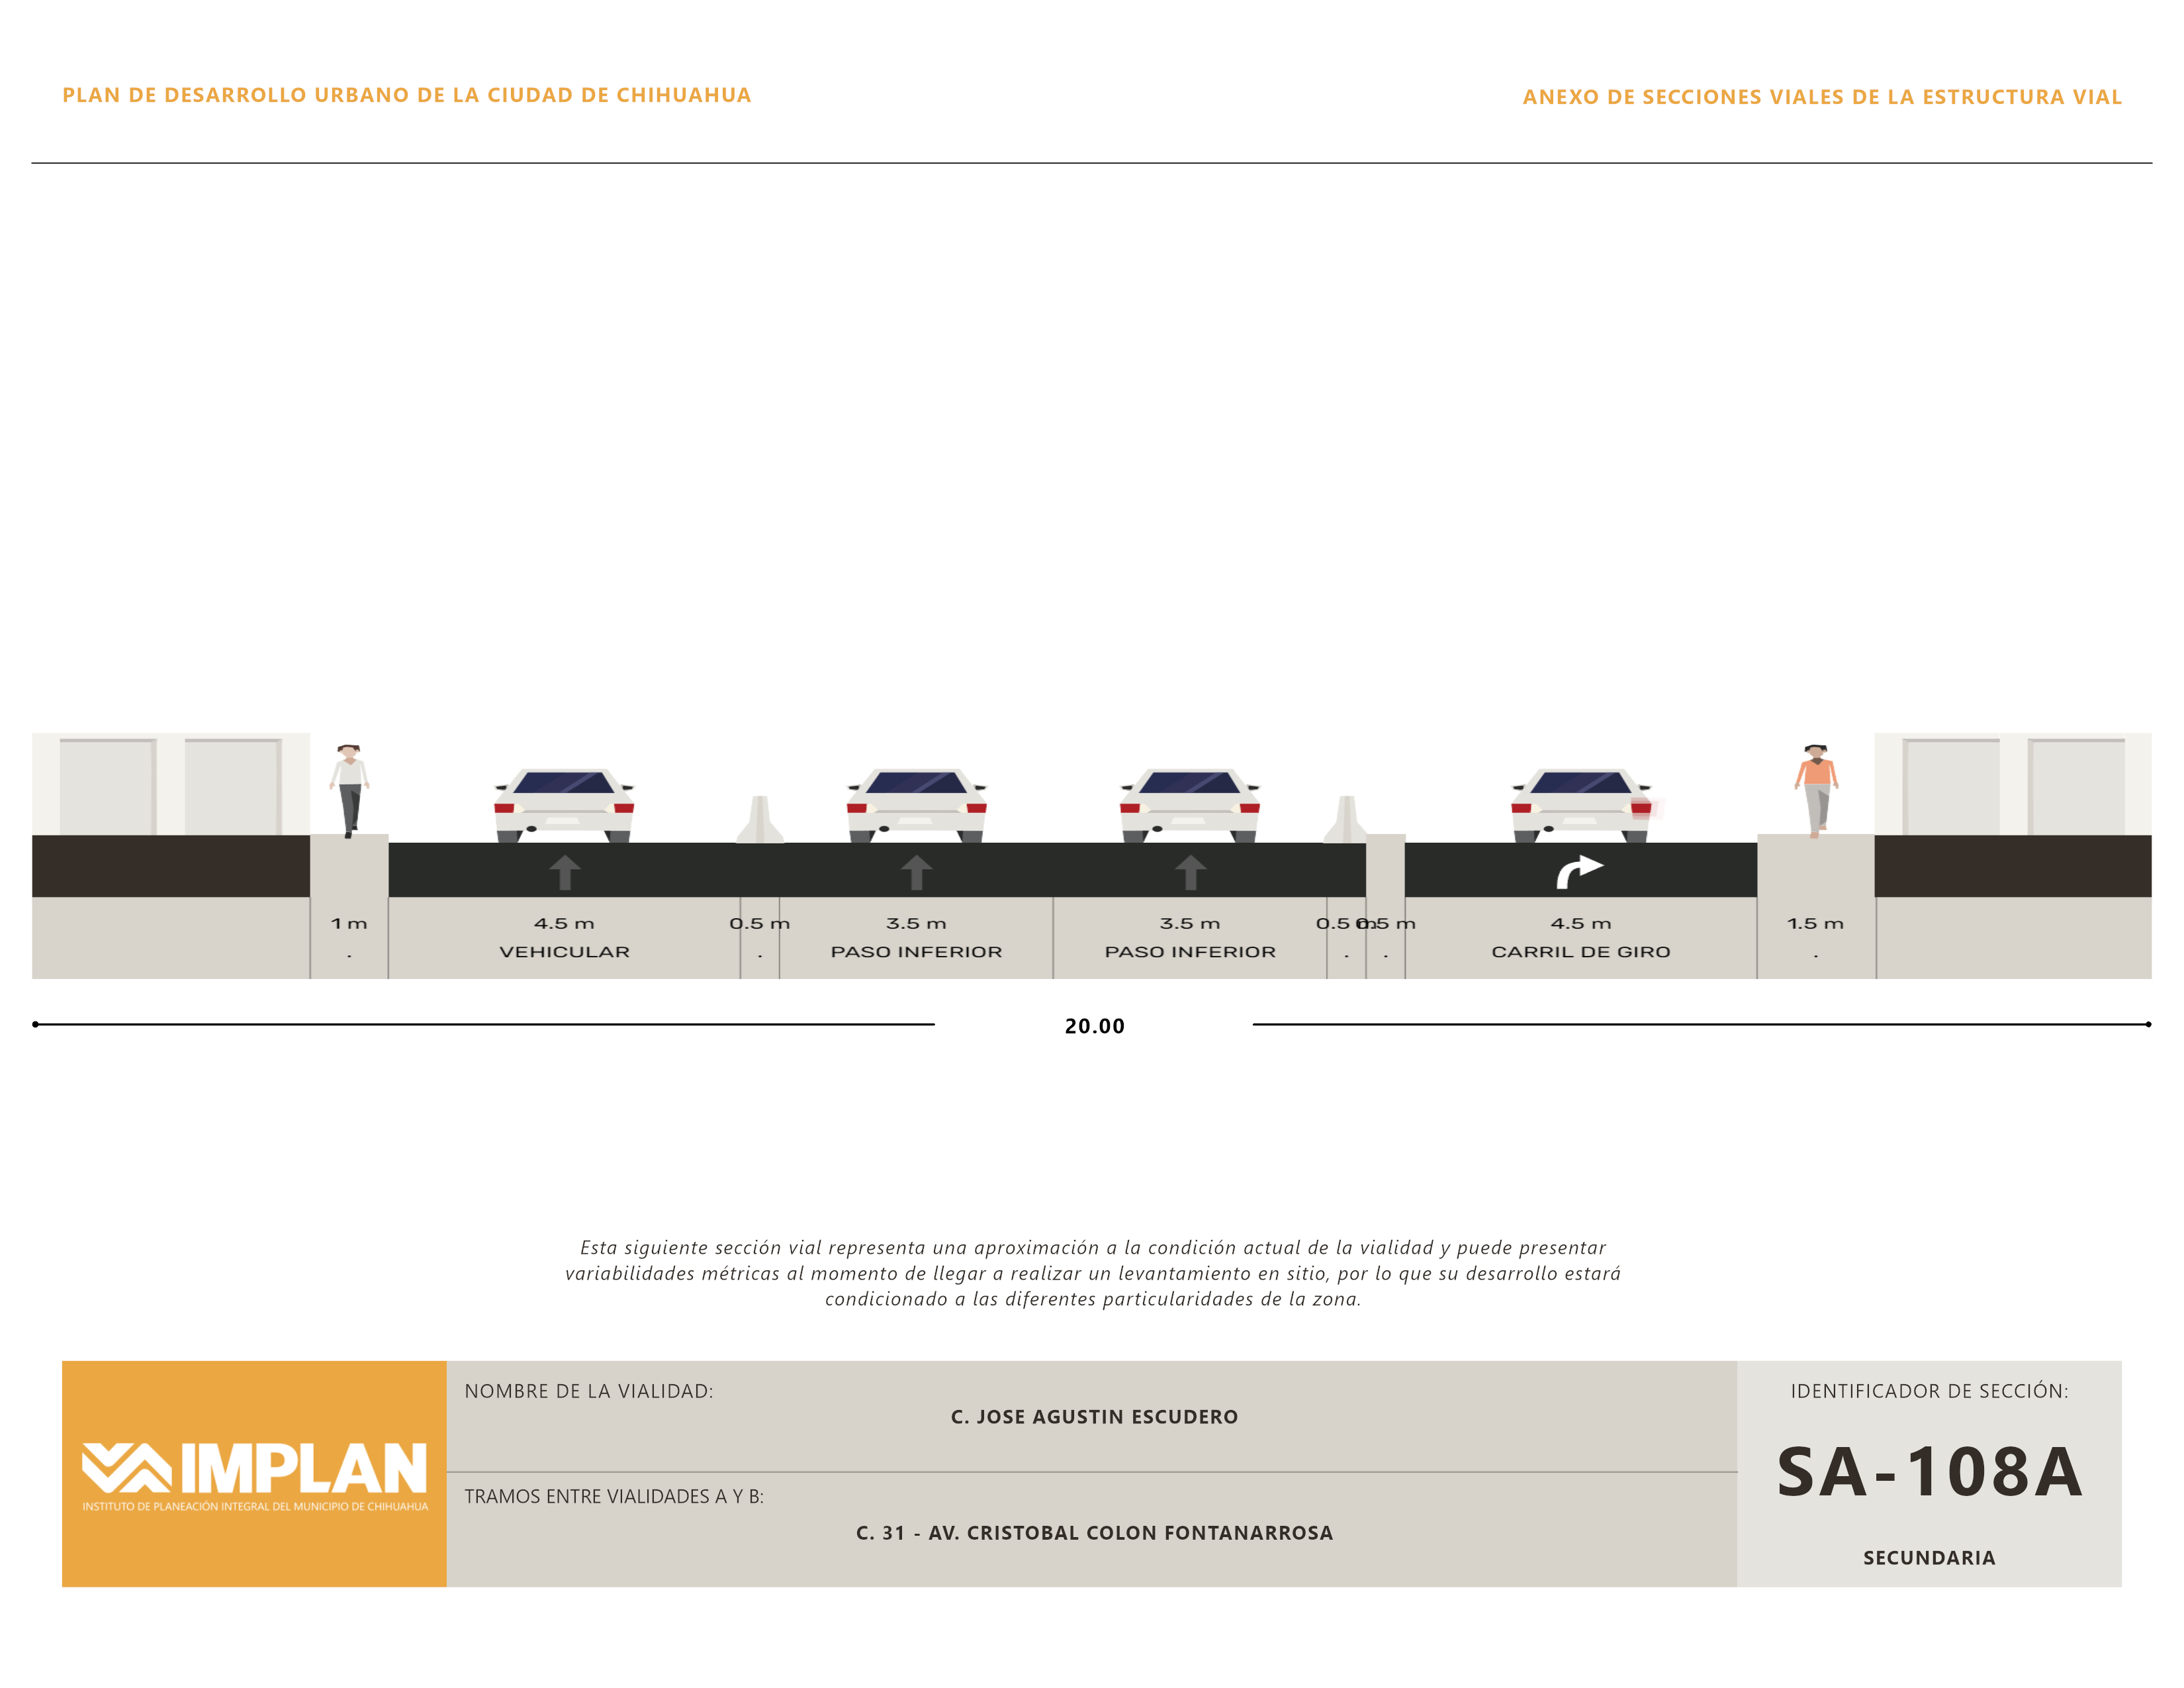 PLAN DE DESARROLLO URBANO DE LA CIUDAD DE CHIHUAHUA
ANEXO DE SECCIONES VIALES DE LA ESTRUCTURA VIAL
1 m 4.5 m 0.5 m 3.5 m 3.5 m 0.5 m 0.5 m 4.5 m 1.5 m
. VEHICULAR . PASO INFERIOR PASO INFERIOR . . CARRIL DE GIRO .
20.00
Esta siguiente sección vial representa una aproximación a la condición actual de la vialidad y puede presentar
variabilidades métricas al momento de llegar a realizar un levantamiento en sitio, por lo que su desarrollo estará
condicionado a las diferentes particularidades de la zona.
IMPLAN
INSTITUTO DE PLANEACIÓN INTEGRAL DEL MUNICIPIO DE CHIHUAHUA
NOMBRE DE LA VIALIDAD:
C. JOSE AGUSTIN ESCUDERO
TRAMOS ENTRE VIALIDADES A Y B:
C. 31 - AV. CRISTOBAL COLON FONTANARROSA
IDENTIFICADOR DE SECCIÓN:
SA-108A
SECUNDARIA